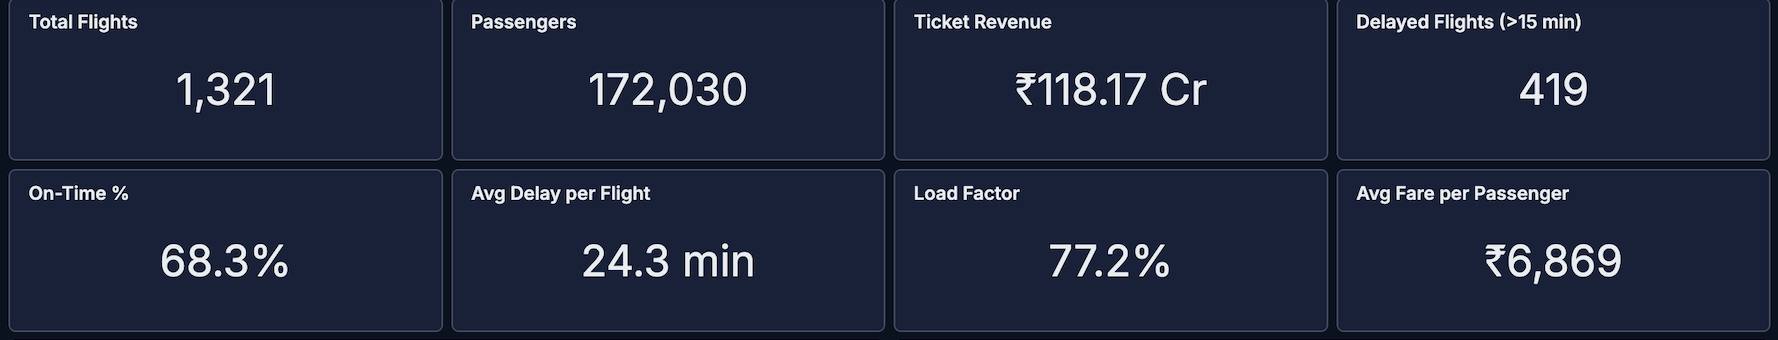 Total Flights
1,321
Passengers
172,030
Ticket Revenue
₹118.17 Cr
Delayed Flights (>15 min)
419
On-Time %
68.3%
Avg Delay per Flight
24.3 min
Load Factor
77.2%
Avg Fare per Passenger
₹6,869